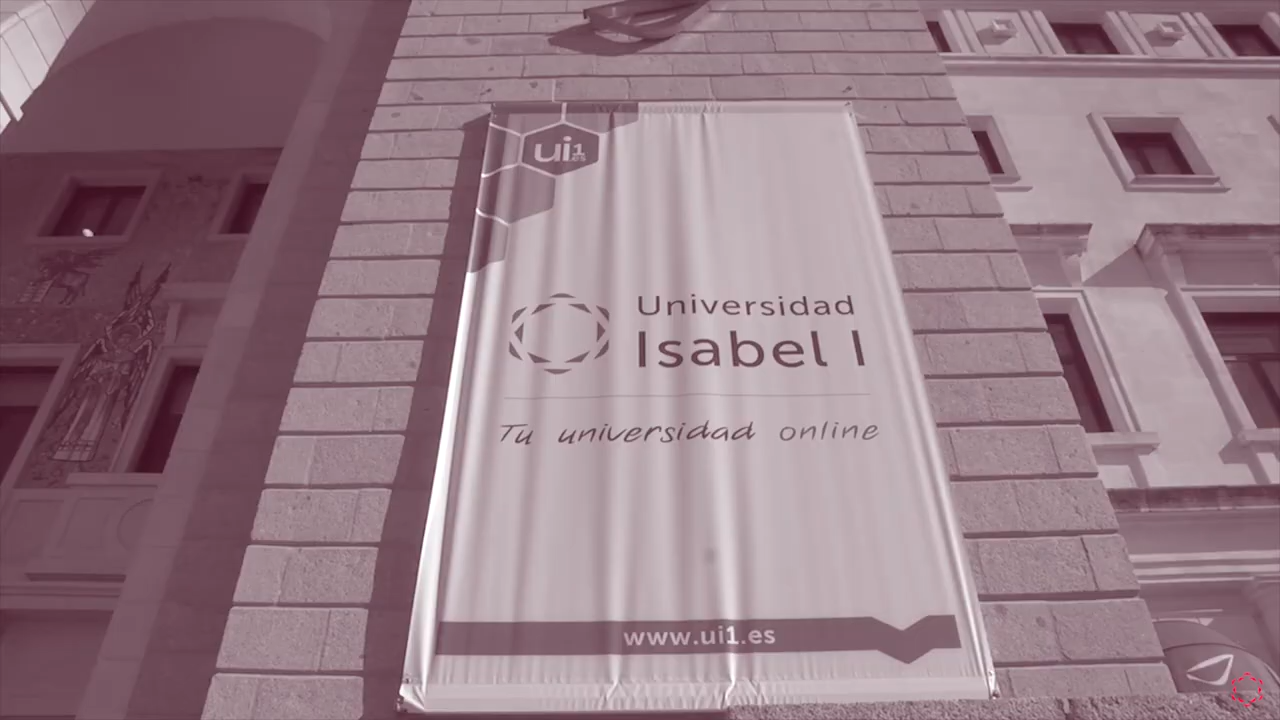 ui1
.es
Universidad
Isabel I
Tu universidad online
www.ui1.es